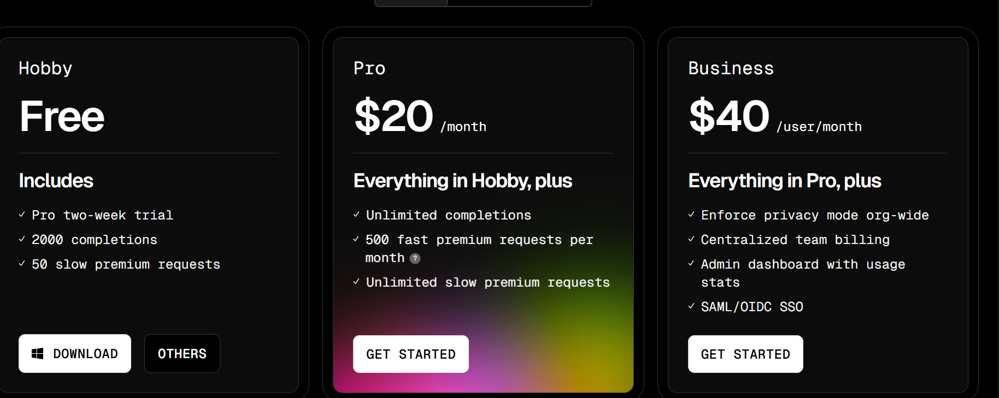 Hobby
Free
Includes
✓ Pro two-week trial
✓ 2000 completions
✓ 50 slow premium requests
DOWNLOAD
OTHERS
Pro
$20 /month
Everything in Hobby, plus
✓ Unlimited completions
✓ 500 fast premium requests per
month ?
✓ Unlimited slow premium requests
GET STARTED
Business
$40 /user/month
Everything in Pro, plus
✓ Enforce privacy mode org-wide
✓ Centralized team billing
✓ Admin dashboard with usage
stats
✓ SAML/OIDC SSO
GET STARTED